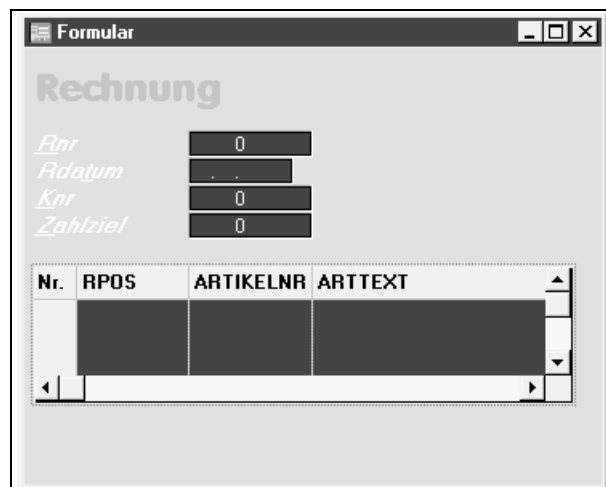 Formular
Rechnung
Rnr 0
Rdatum . .
Knr 0
Zahlziel 0
Nr. RPOS ARTIKELNR ARTTEXT